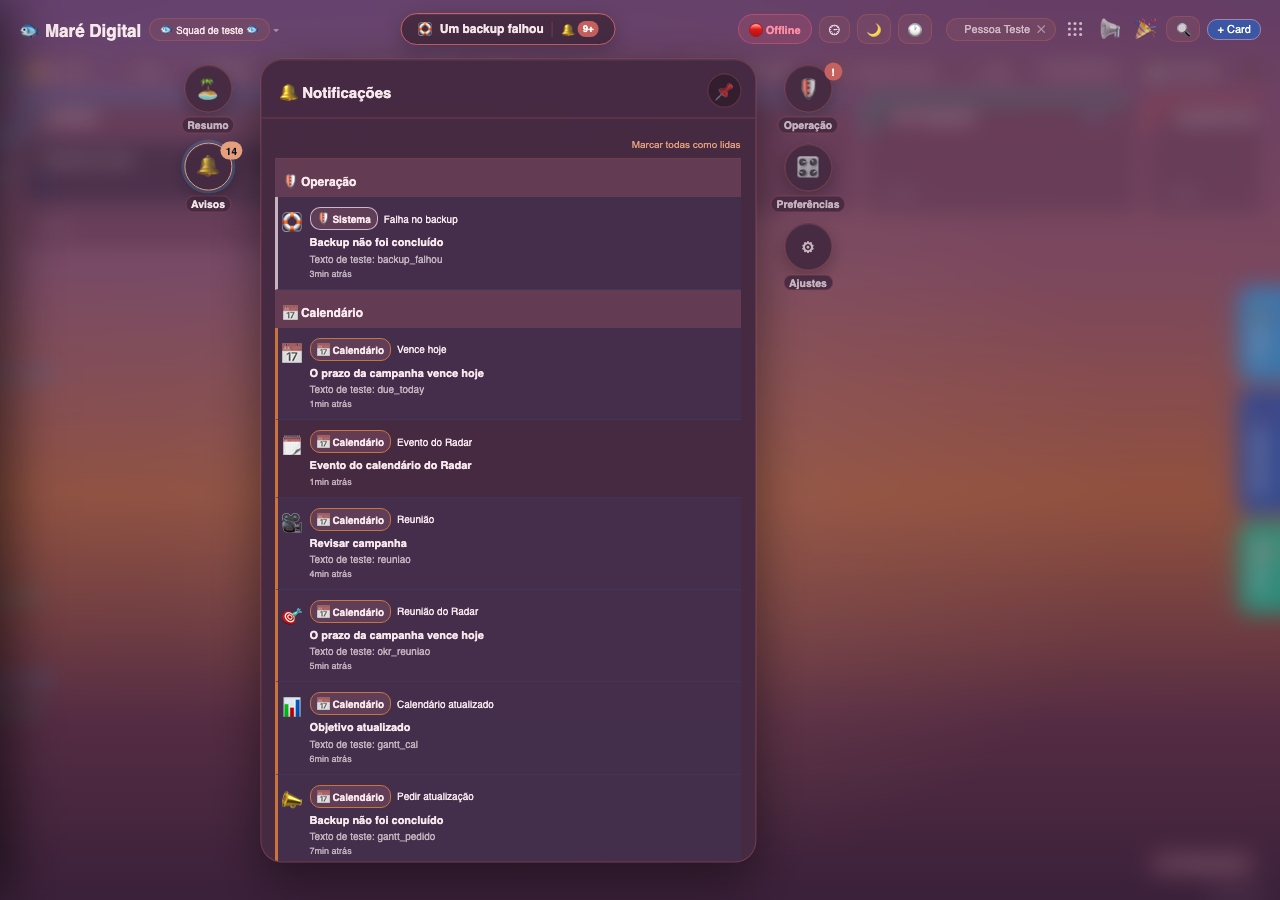 Maré Digital
Squad de teste
Um backup falhou
9+
Offline
Pessoa Teste
+ Card
Resumo
14
Avisos
Notificações
Marcar todas como lidas
Operação
Sistema Falha no backup
Backup não foi concluído
Texto de teste: backup_falhou
3min atrás
Calendário
17 Calendário Vence hoje
O prazo da campanha vence hoje
Texto de teste: due_today
1min atrás
Calendário Evento do Radar
Evento do calendário do Radar
1min atrás
Calendário Reunião
Revisar campanha
Texto de teste: reuniao
4min atrás
Calendário Reunião do Radar
O prazo da campanha vence hoje
Texto de teste: okr_reuniao
5min atrás
Calendário Calendário atualizado
Objetivo atualizado
Texto de teste: gantt_cal
6min atrás
Calendário Pedir atualização
Backup não foi concluído
Texto de teste: gantt_pedido
7min atrás
!
Operação
Preferências
Ajustes